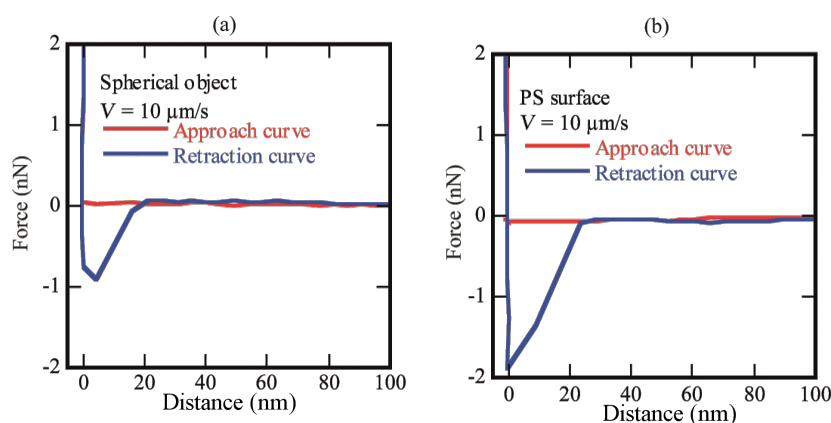 (a)
2
1
0
-1
-2
Force (nN)
Spherical object
V = 10 µm/s
Approach curve
Retraction curve
0 20 40 60 80 100
Distance (nm)
(b)
2
1
0
-1
-2
Force (nN)
PS surface
V = 10 µm/s
Approach curve
Retraction curve
0 20 40 60 80 100
Distance (nm)